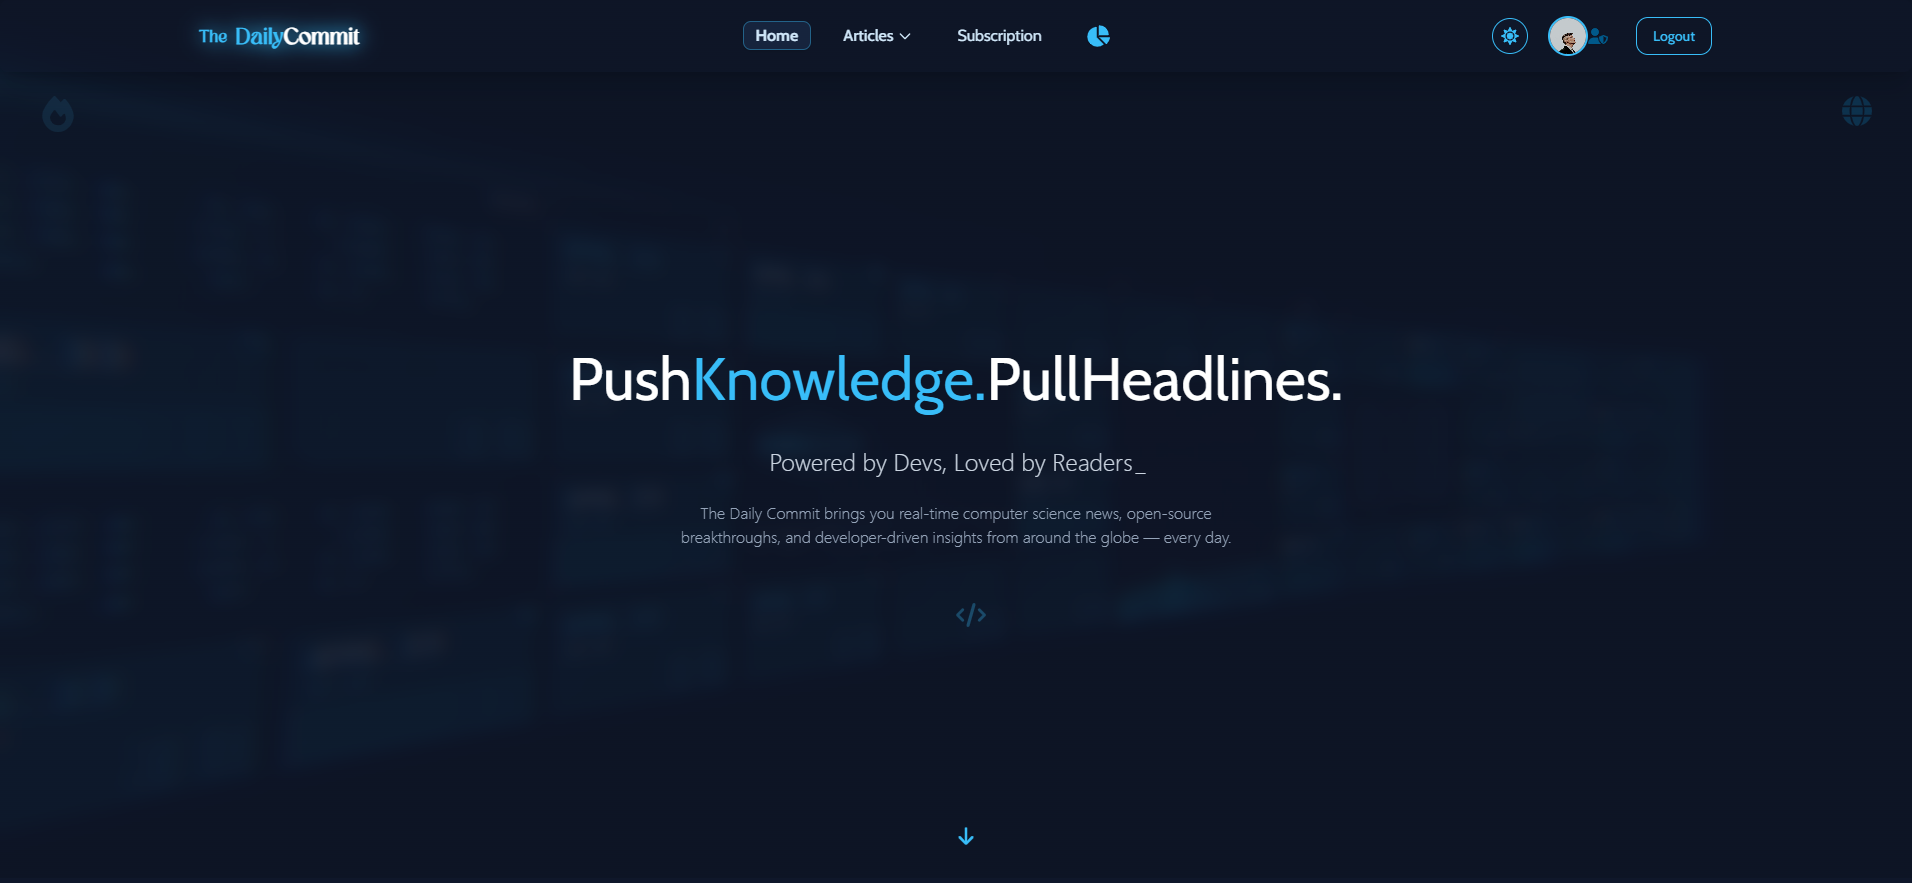 The DailyCommit
Home
Articles
Subscription
Logout
PushKnowledge.PullHeadlines.
Powered by Devs, Loved by Readers_
The Daily Commit brings you real-time computer science news, open-source
breakthroughs, and developer-driven insights from around the globe — every day.